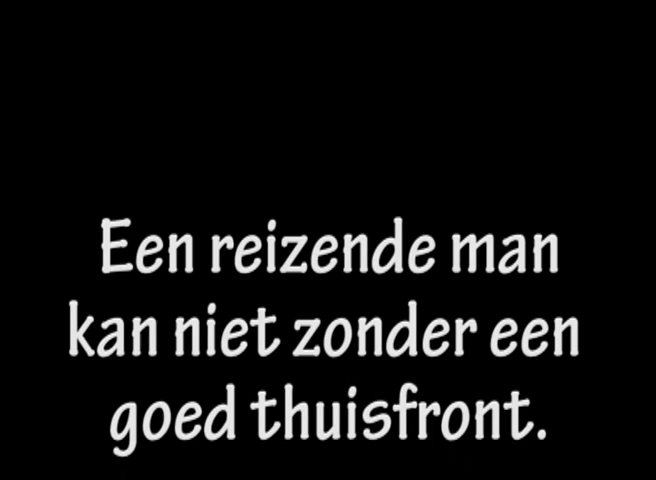 Een reizende man
kan niet zonder een
goed thuisfront.